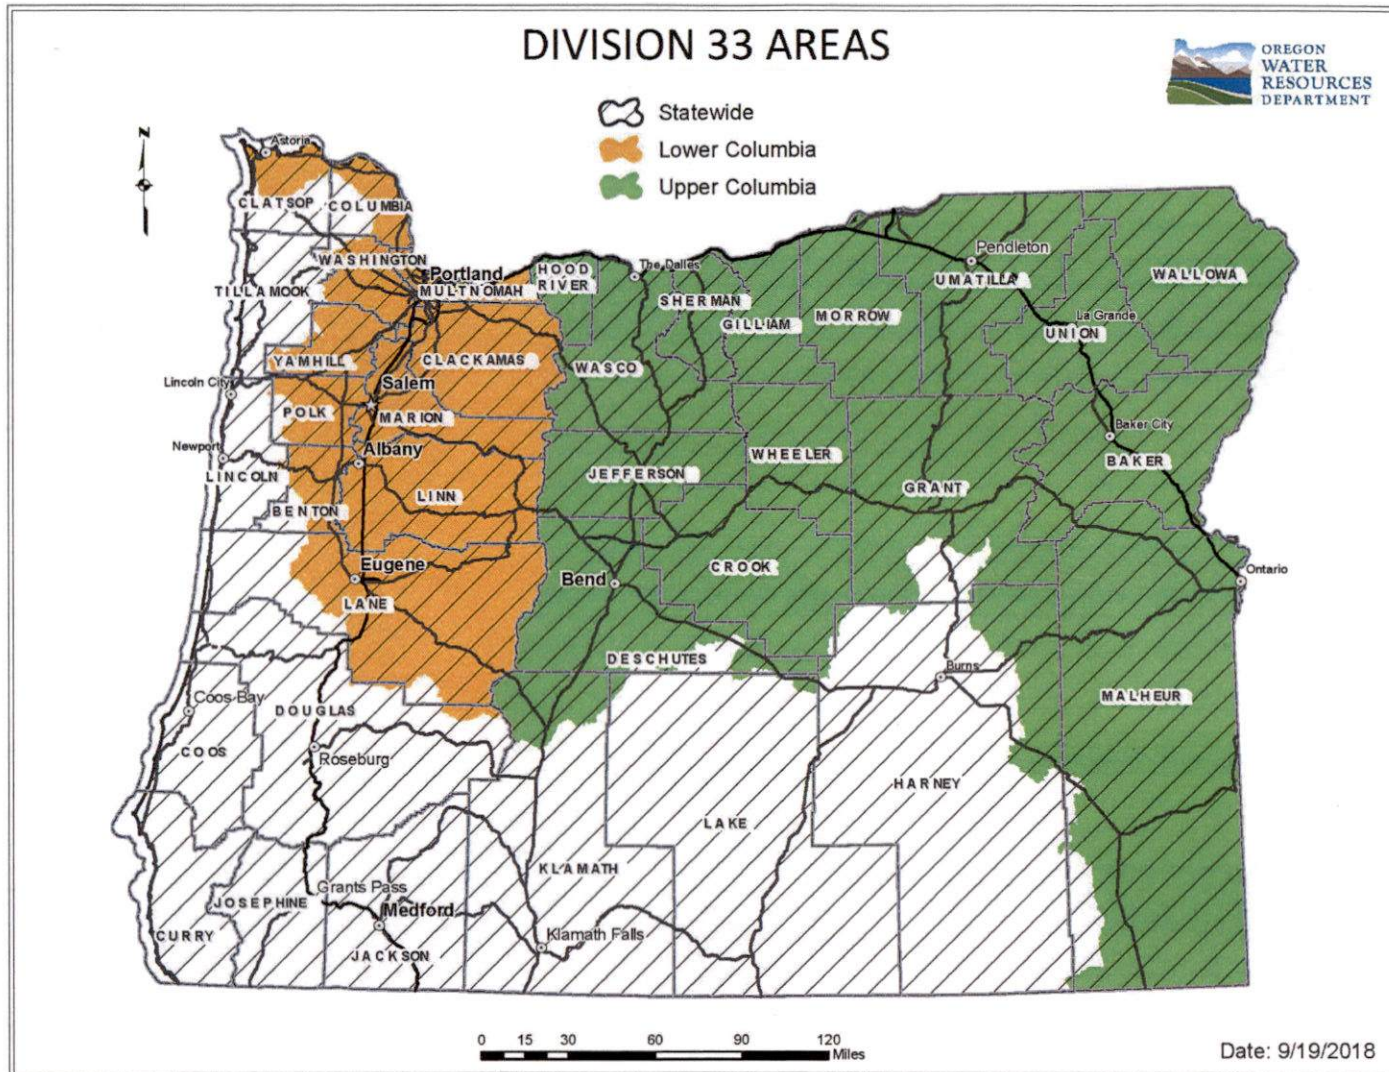 DIVISION 33 AREAS
OREGON
WATER
RESOURCES
DEPARTMENT
Statewide
Lower Columbia
Upper Columbia
N
Astoria
CLATSOP
COLUMBIA
WASHINGTON
Portland
MULTNOMAH
HOOD
RIVER
The Dalles
Pendleton
UMATILLA
WALLOWA
TILLAMOOK
SHERMAN
GILLIAM
MORROW
La Grande
UNION
YAMHILL
CLACKAMAS
WASCO
Lincoln City
Salem
POLK
MARION
Baker City
Newport
Albany
LINCOLN
JEFFERSON
WHEELER
BAKER
LINN
GRANT
BENTON
Eugene
Bend
CROOK
Ontario
LANE
DESCHUTES
Burns
Coos Bay
DOUGLAS
MALHEUR
COOS
Roseburg
HARNEY
LAKE
KLAMATH
Grants Pass
JOSEPHINE
Medford
CURRY
Klamath Falls
JACKSON
0 15 30 60 90 120
Miles
Date: 9/19/2018